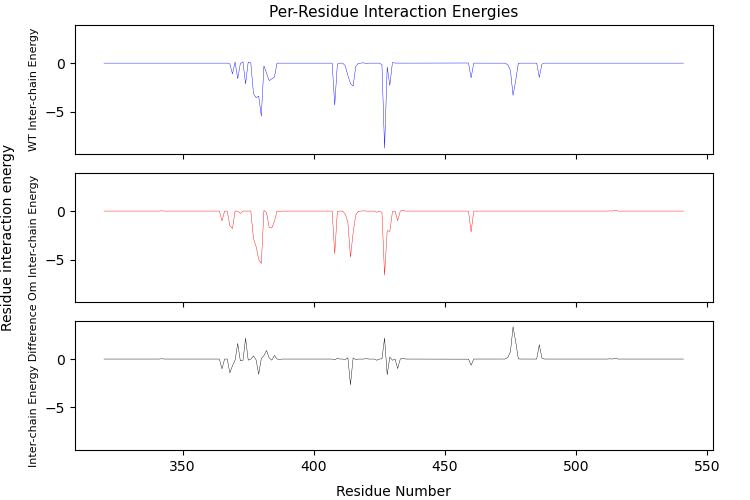 Per-Residue Interaction Energies
Residue interaction energy
WT Inter-chain Energy
0
−5
Om Inter-chain Energy
0
−5
Inter-chain Energy Difference
0
−5
350
400
450
500
550
Residue Number